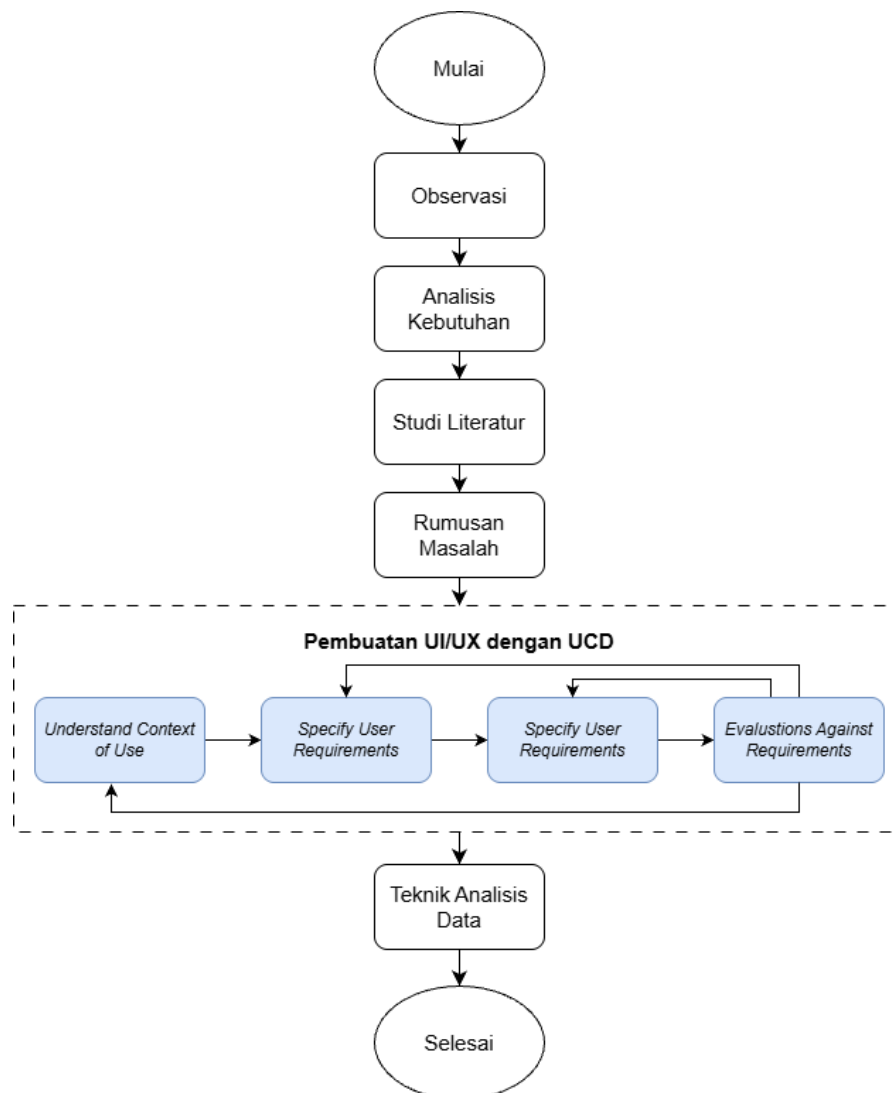 Mulai
Observasi
Analisis
Kebutuhan
Studi Literatur
Rumusan
Masalah
Pembuatan UI/UX dengan UCD
Understand Context
of Use
Specify User
Requirements
Specify User
Requirements
Evalustions Against
Requirements
Teknik Analisis
Data
Selesai